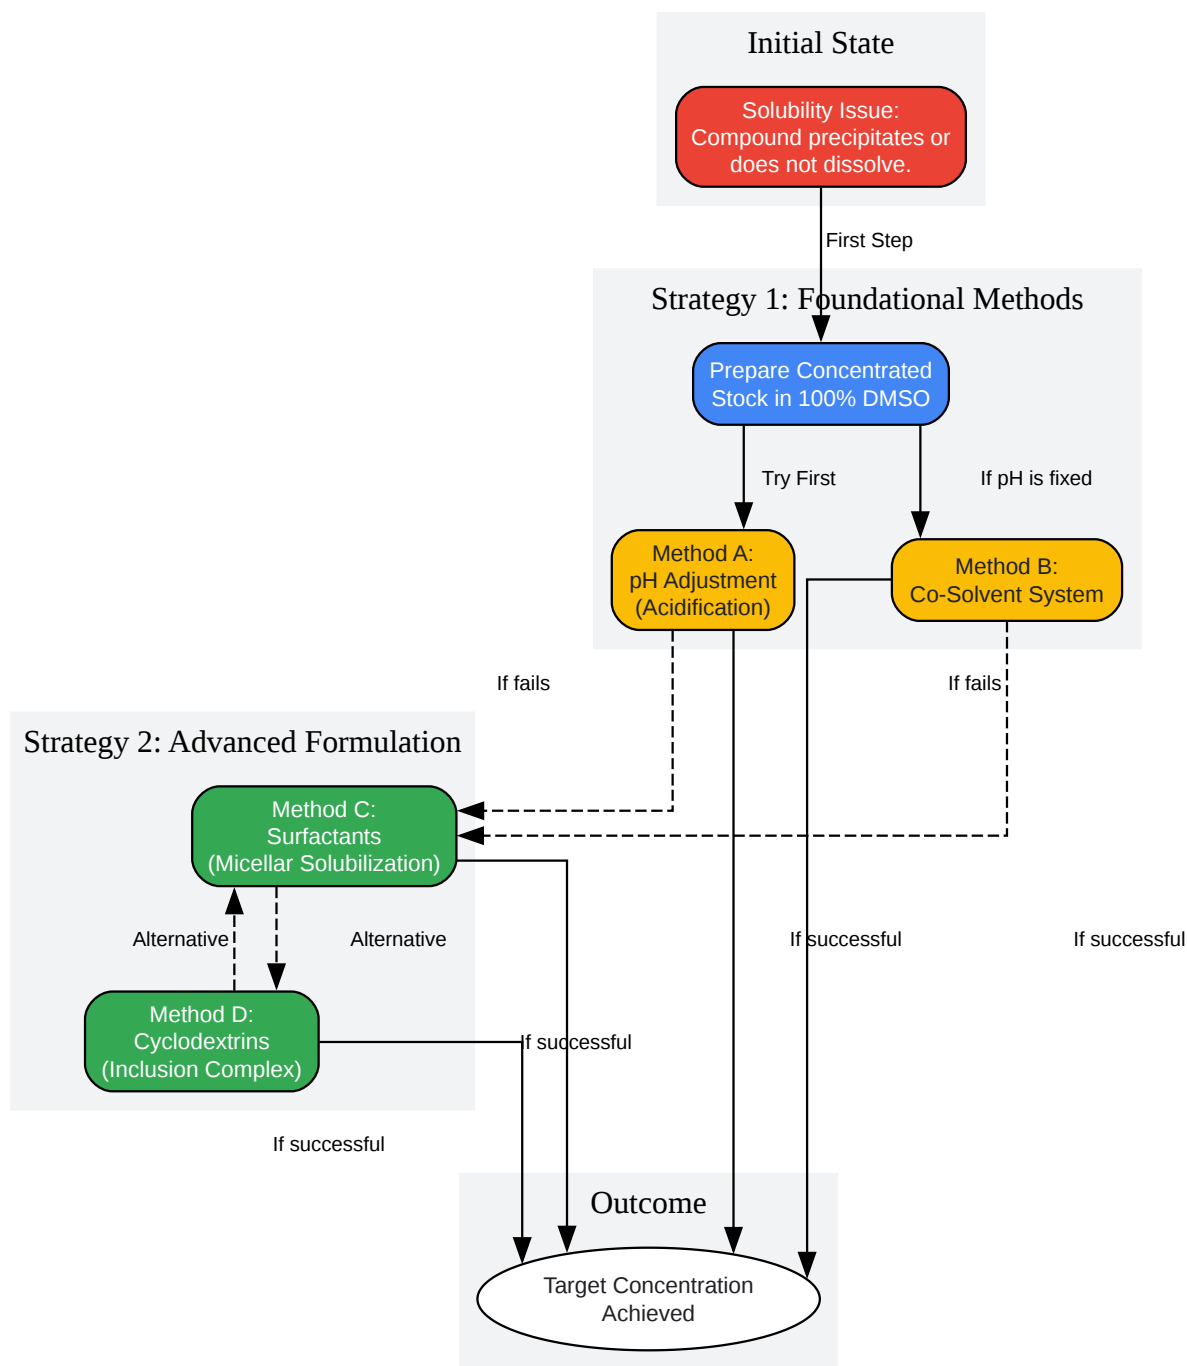 Initial State
Solubility Issue:
Compound precipitates or
does not dissolve.
First Step
Strategy 1: Foundational Methods
Prepare Concentrated
Stock in 100% DMSO
Try First
If pH is fixed
Method A:
pH Adjustment
(Acidification)
Method B:
Co-Solvent System
If fails
If fails
Strategy 2: Advanced Formulation
Method C:
Surfactants
(Micellar Solubilization)
Alternative
Alternative
If successful
If successful
Method D:
Cyclodextrins
(Inclusion Complex)
If successful
If successful
Outcome
Target Concentration
Achieved